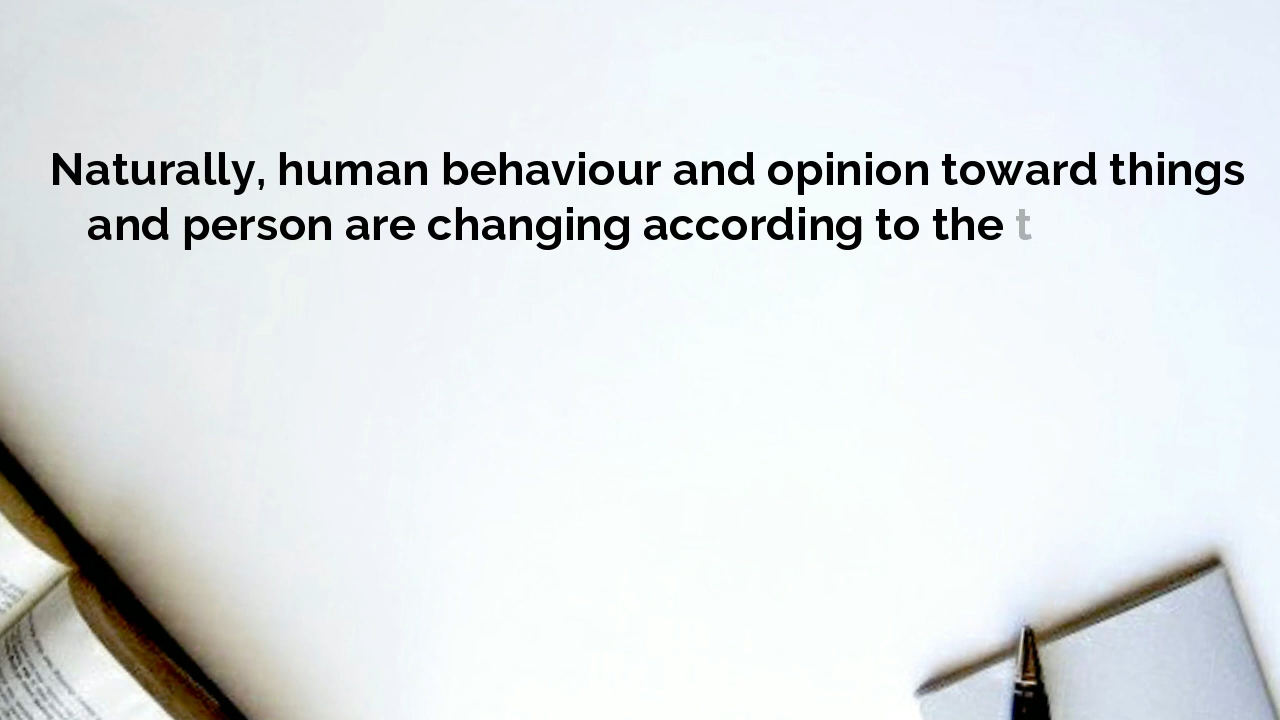 Naturally, human behaviour and opinion toward things
and person are changing according to the t